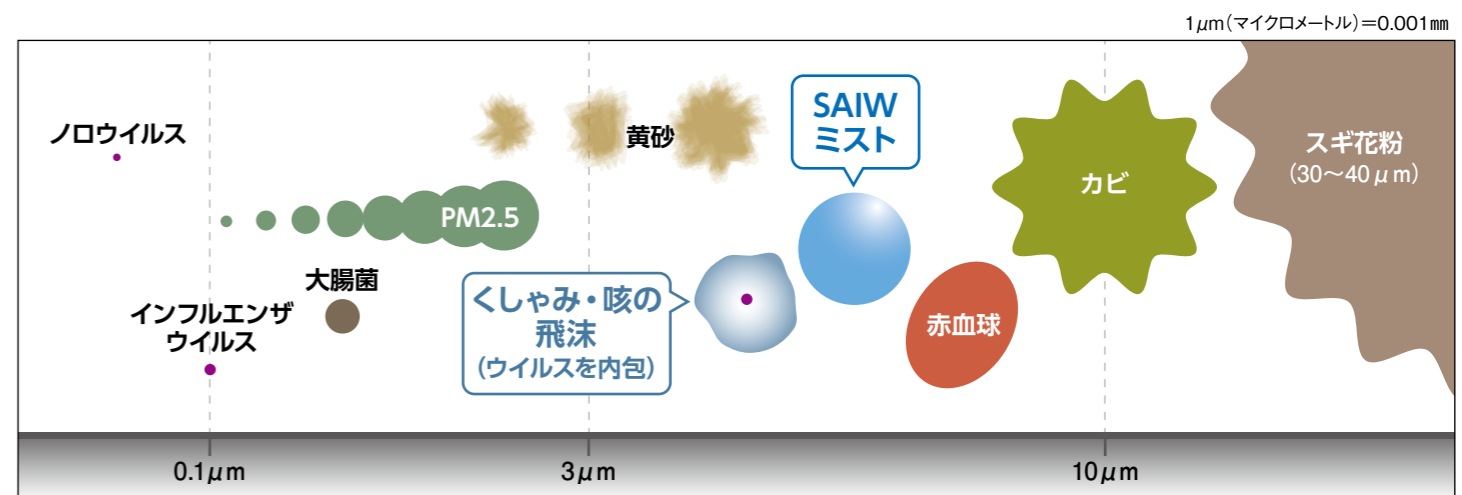 1μm(マイクロメートル)=0.001㎜
SAIW
ミスト
ノロウイルス
黄砂
スギ花粉
(30〜40μm)
カビ
PM2.5
大腸菌
くしゃみ・咳の
飛沫
(ウイルスを内包)
インフルエンザ
ウイルス
赤血球
0.1μm
3μm
10μm